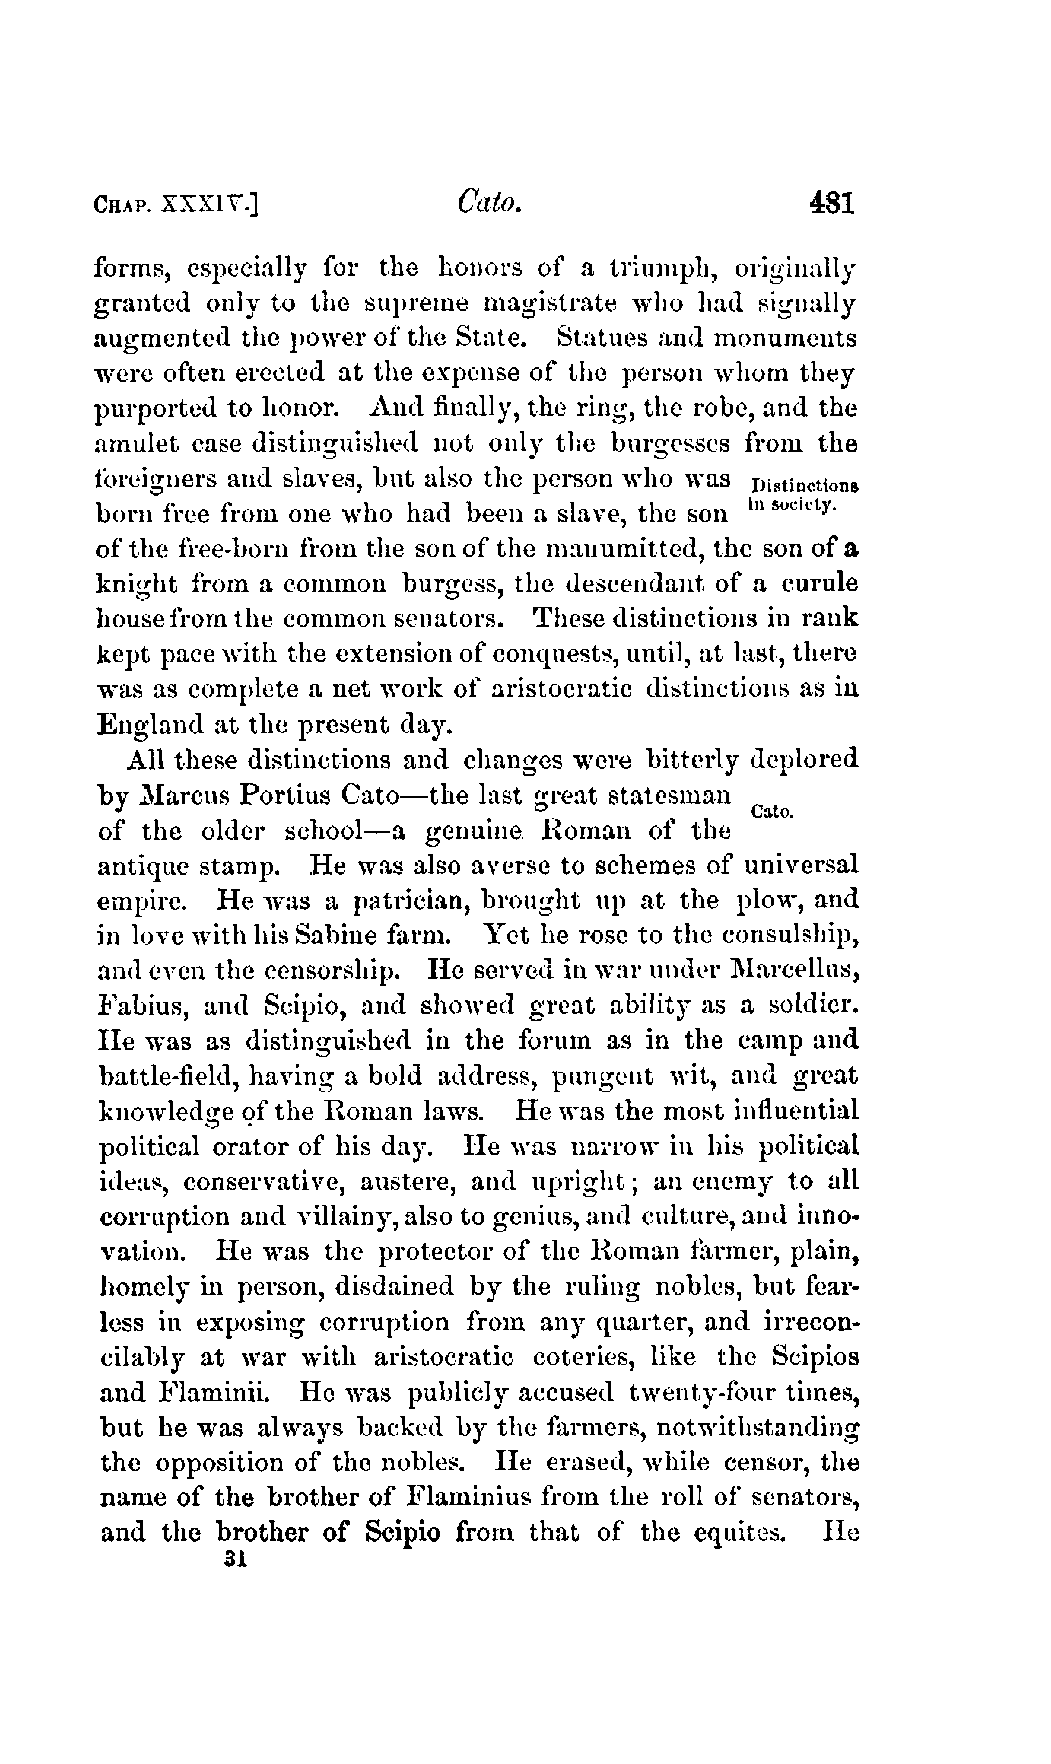 CHAP. XXXIV.] Cato. 481
forms, especially for the honors of a triumph, originally
granted only to the supreme magistrate who had signally
augmented the power of the State. Statues and monuments
were often erected at the expense of the person whom they
purported to honor. And finally, the ring, the robe, and the
amulet case distinguished not only the burgesses from the
foreigners and slaves, but also the person who was
Distinctions
in society.
born free from one who had been a slave, the son
of the free-born from the son of the manumitted, the son of a
knight from a common burgess, the descendant of a curule
house from the common senators. These distinctions in rank
kept pace with the extension of conquests, until, at last, there
was as complete a net work of aristocratic distinctions as in
England at the present day.
All these distinctions and changes were bitterly deplored
by Marcus Portius Cato—the last great statesman
Cato.
of the older school—a genuine Roman of the
antique stamp. He was also averse to schemes of universal
empire. He was a patrician, brought up at the plow, and
in love with his Sabine farm. Yet he rose to the consulship,
and even the censorship. He served in war under Marcellus,
Fabius, and Scipio, and showed great ability as a soldier.
He was as distinguished in the forum as in the camp and
battle-field, having a bold address, pungent wit, and great
knowledge of the Roman laws. He was the most influential
political orator of his day. He was narrow in his political
ideas, conservative, austere, and upright; an enemy to all
corruption and villainy, also to genius, and culture, and inno-
vation. He was the protector of the Roman farmer, plain,
homely in person, disdained by the ruling nobles, but fear-
less in exposing corruption from any quarter, and irrecon-
cilably at war with aristocratic coteries, like the Scipios
and Flaminii. He was publicly accused twenty-four times,
but he was always backed by the farmers, notwithstanding
the opposition of the nobles. He erased, while censor, the
name of the brother of Flaminius from the roll of senators,
and the brother of Scipio from that of the equites. He
31